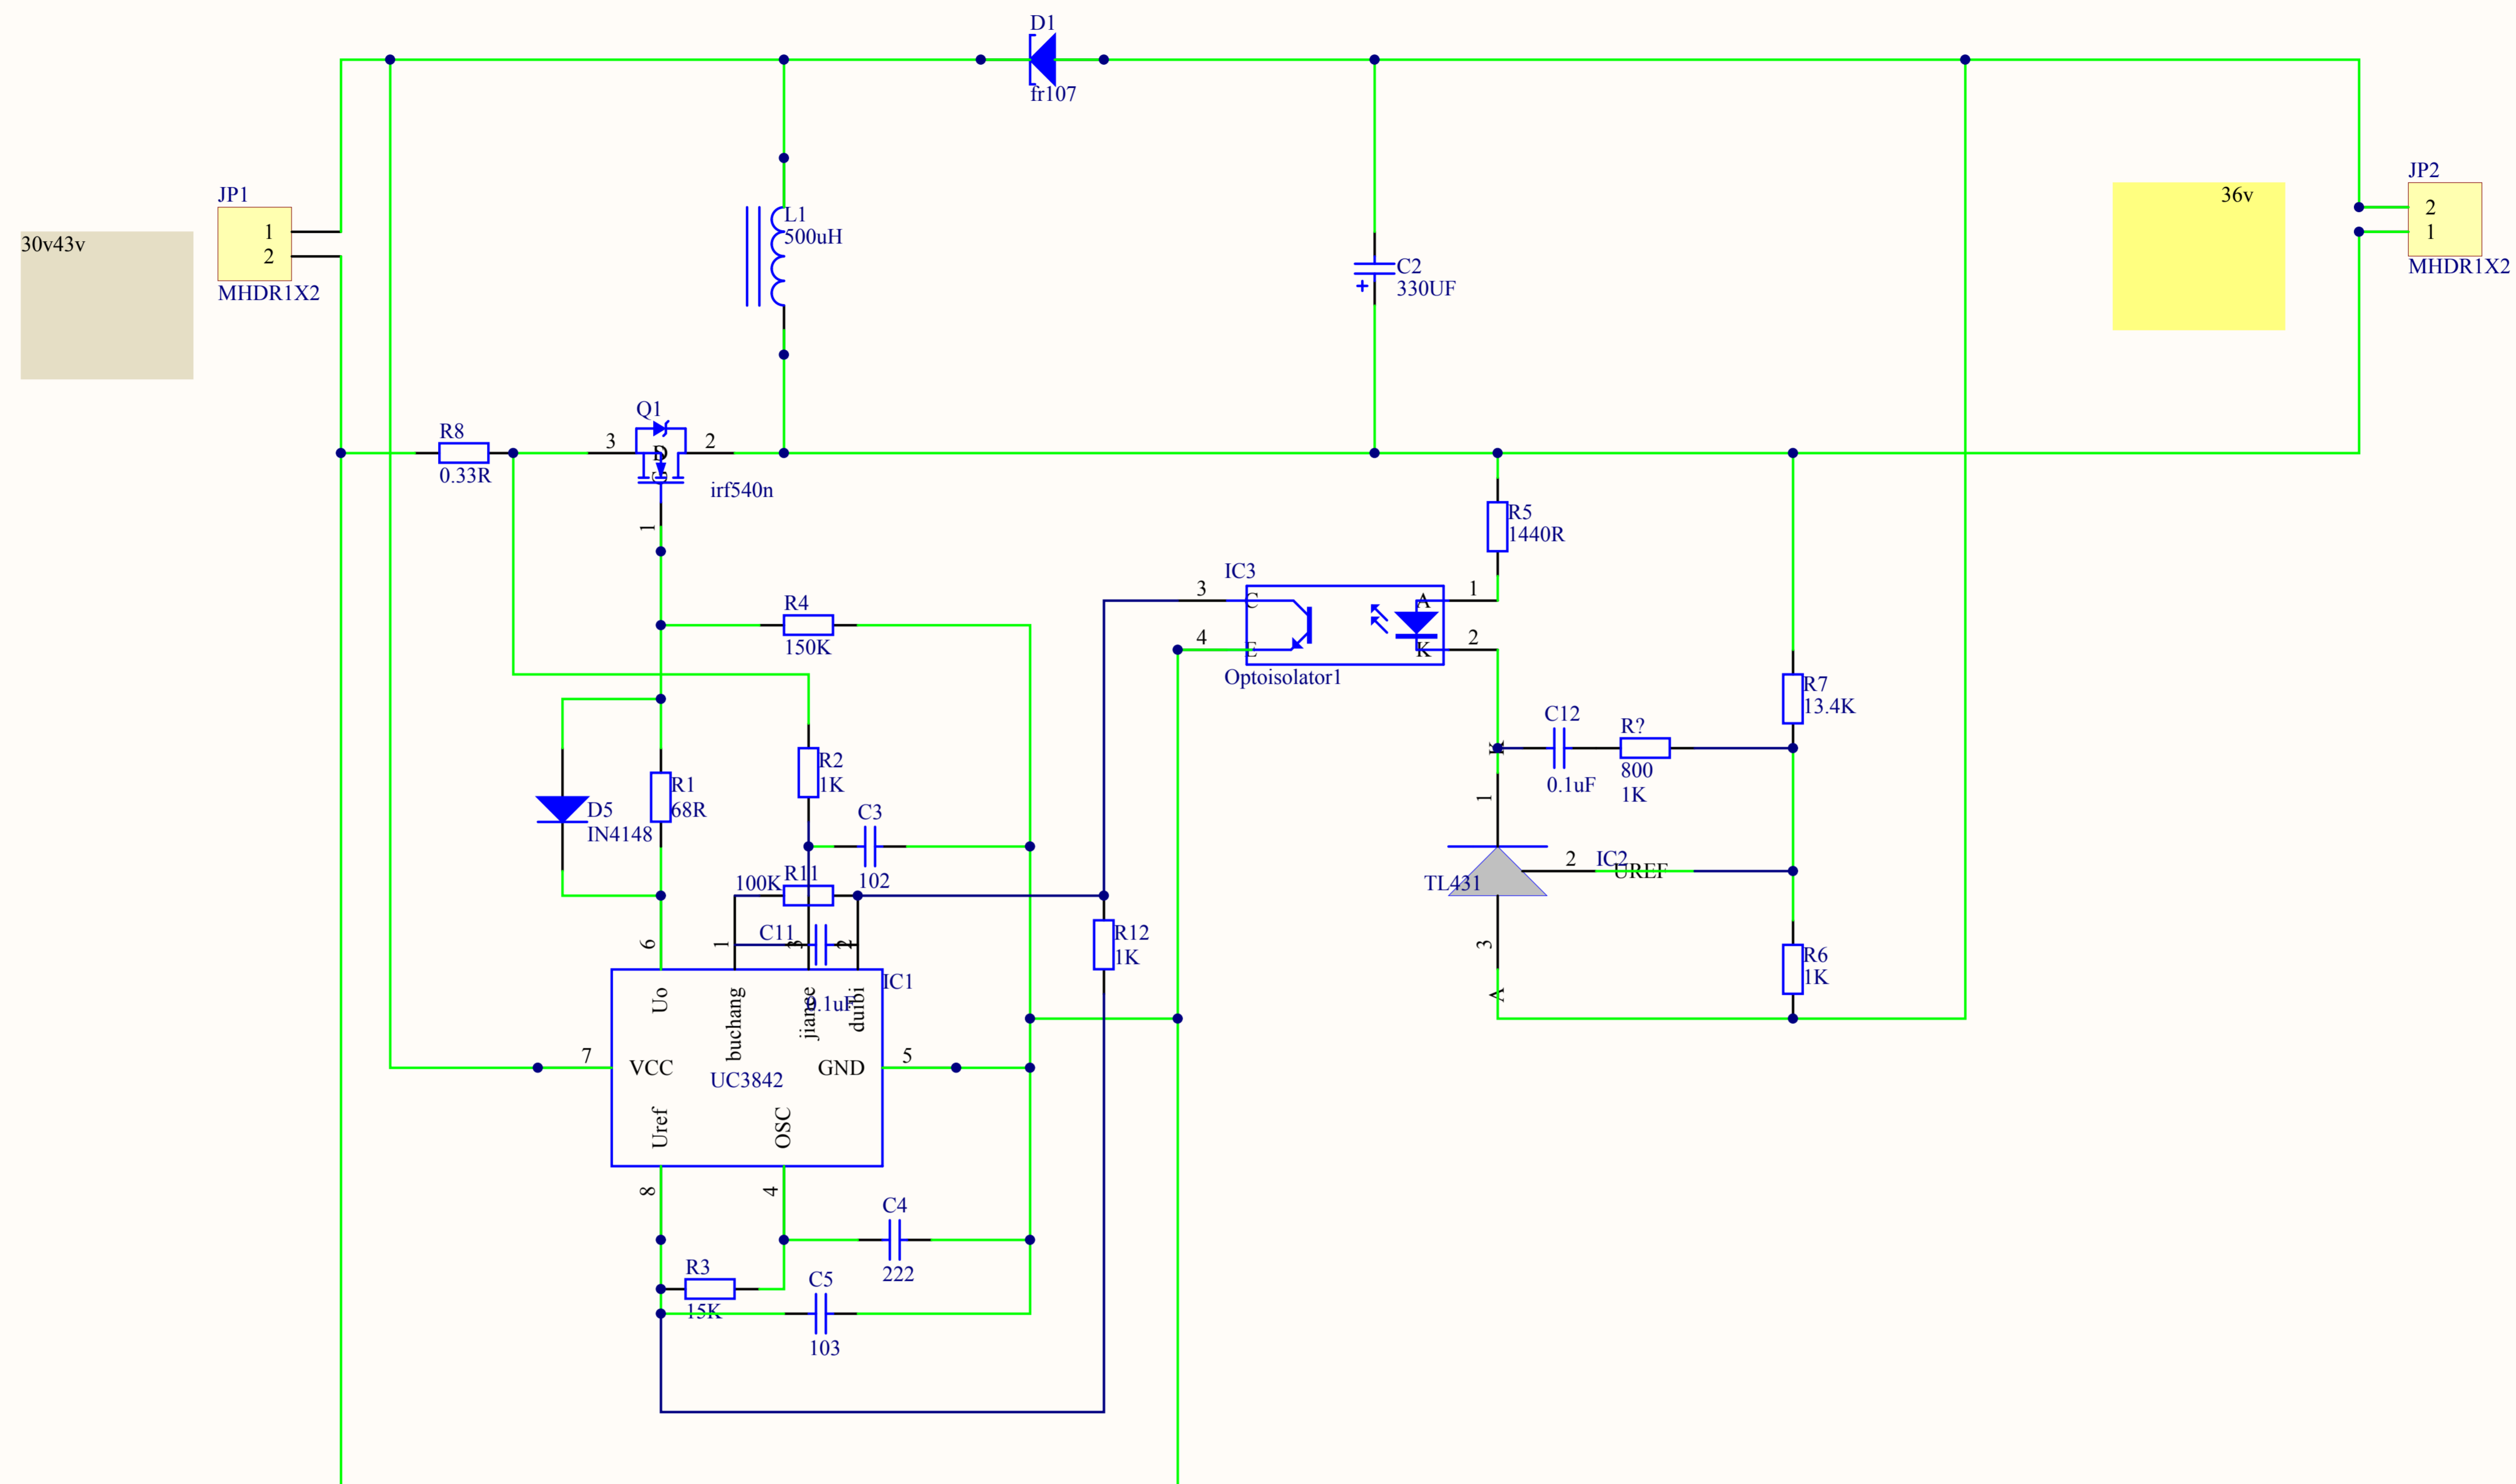 D1
fr107
JP1
1
2
MHDR1X2
30v43v
L1
500uH
C2
330UF
36v
JP2
2
1
MHDR1X2
R8
0.33R
Q1
3
D
2
G
irf540n
1
R4
150K
R5
1440R
IC3
3
C
A
1
4
E
K
2
Optoisolator1
R7
13.4K
C12
0.1uF
R?
800
1K
K
1
2
IC2
UREF
TL431
3
A
R6
1K
R2
1K
R1
68R
D5
IN4148
C3
102
100K
R11
C11
0.1uF
R12
1K
6
1
3
2
IC1
Uo
buchang
duibi
7
VCC
GND
5
UC3842
Uref
OSC
8
4
C4
222
R3
15K
C5
103